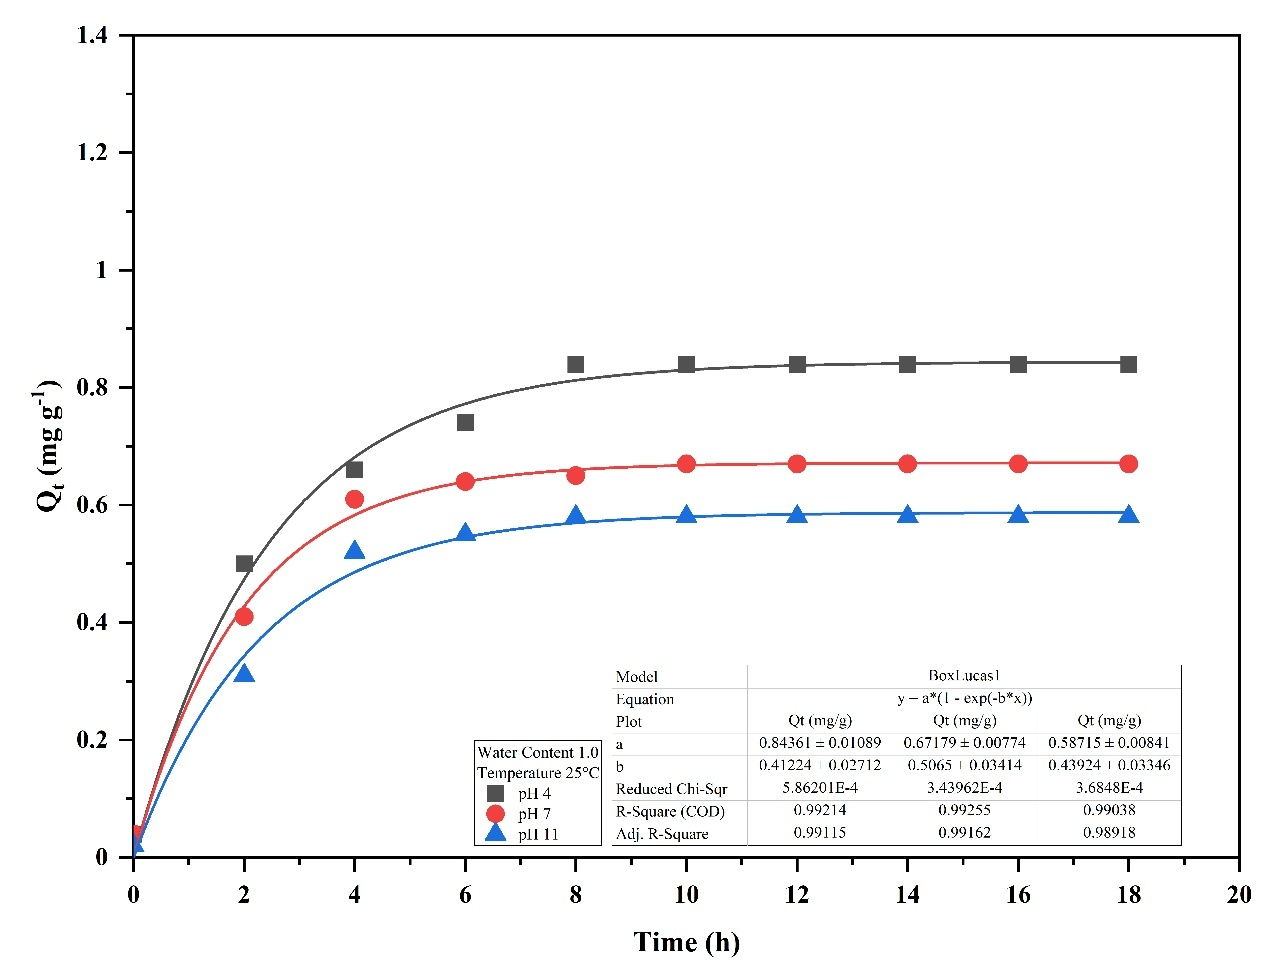 1.4
1.2
1
0.8
0.6
0.4
0.2
0
Qt (mg g-1)
0 2 4 6 8 10 12 14 16 18 20
Time (h)
Water Content 1.0
Temperature 25°C
pH 4
pH 7
pH 11
Model BoxLucas1
Equation y = a*(1 - exp(-b*x))
Plot Qt (mg/g) Qt (mg/g) Qt (mg/g)
a 0.84361 ± 0.01089 0.67179 ± 0.00774 0.58715 ± 0.00841
b 0.41224 ± 0.02712 0.5065 ± 0.03414 0.43924 ± 0.03346
Reduced Chi-Sqr 5.86201E-4 3.43962E-4 3.6848E-4
R-Square (COD) 0.99214 0.99255 0.99038
Adj. R-Square 0.99115 0.99162 0.98918